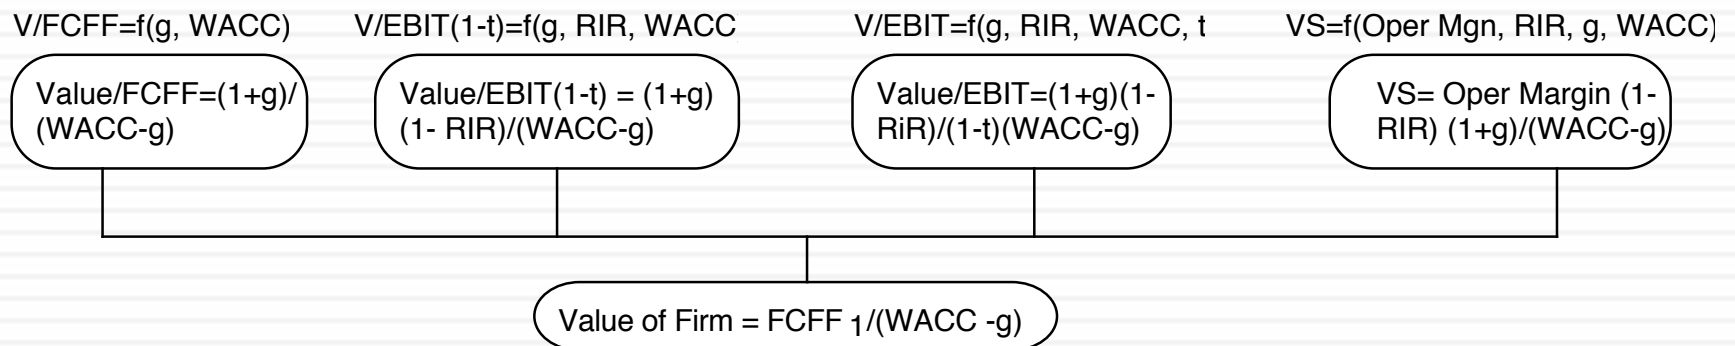 V/FCFF=f(g, WACC)
V/EBIT(1-t)=f(g, RIR, WACC
V/EBIT=f(g, RIR, WACC, t
VS=f(Oper Mgn, RIR, g, WACC)
Value/FCFF=(1+g)/
(WACC-g)
Value/EBIT(1-t) = (1+g)
(1- RIR)/(WACC-g)
Value/EBIT=(1+g)(1-
RiR)/(1-t)(WACC-g)
VS= Oper Margin (1-
RIR) (1+g)/(WACC-g)
Value of Firm = FCFF 1/(WACC -g)